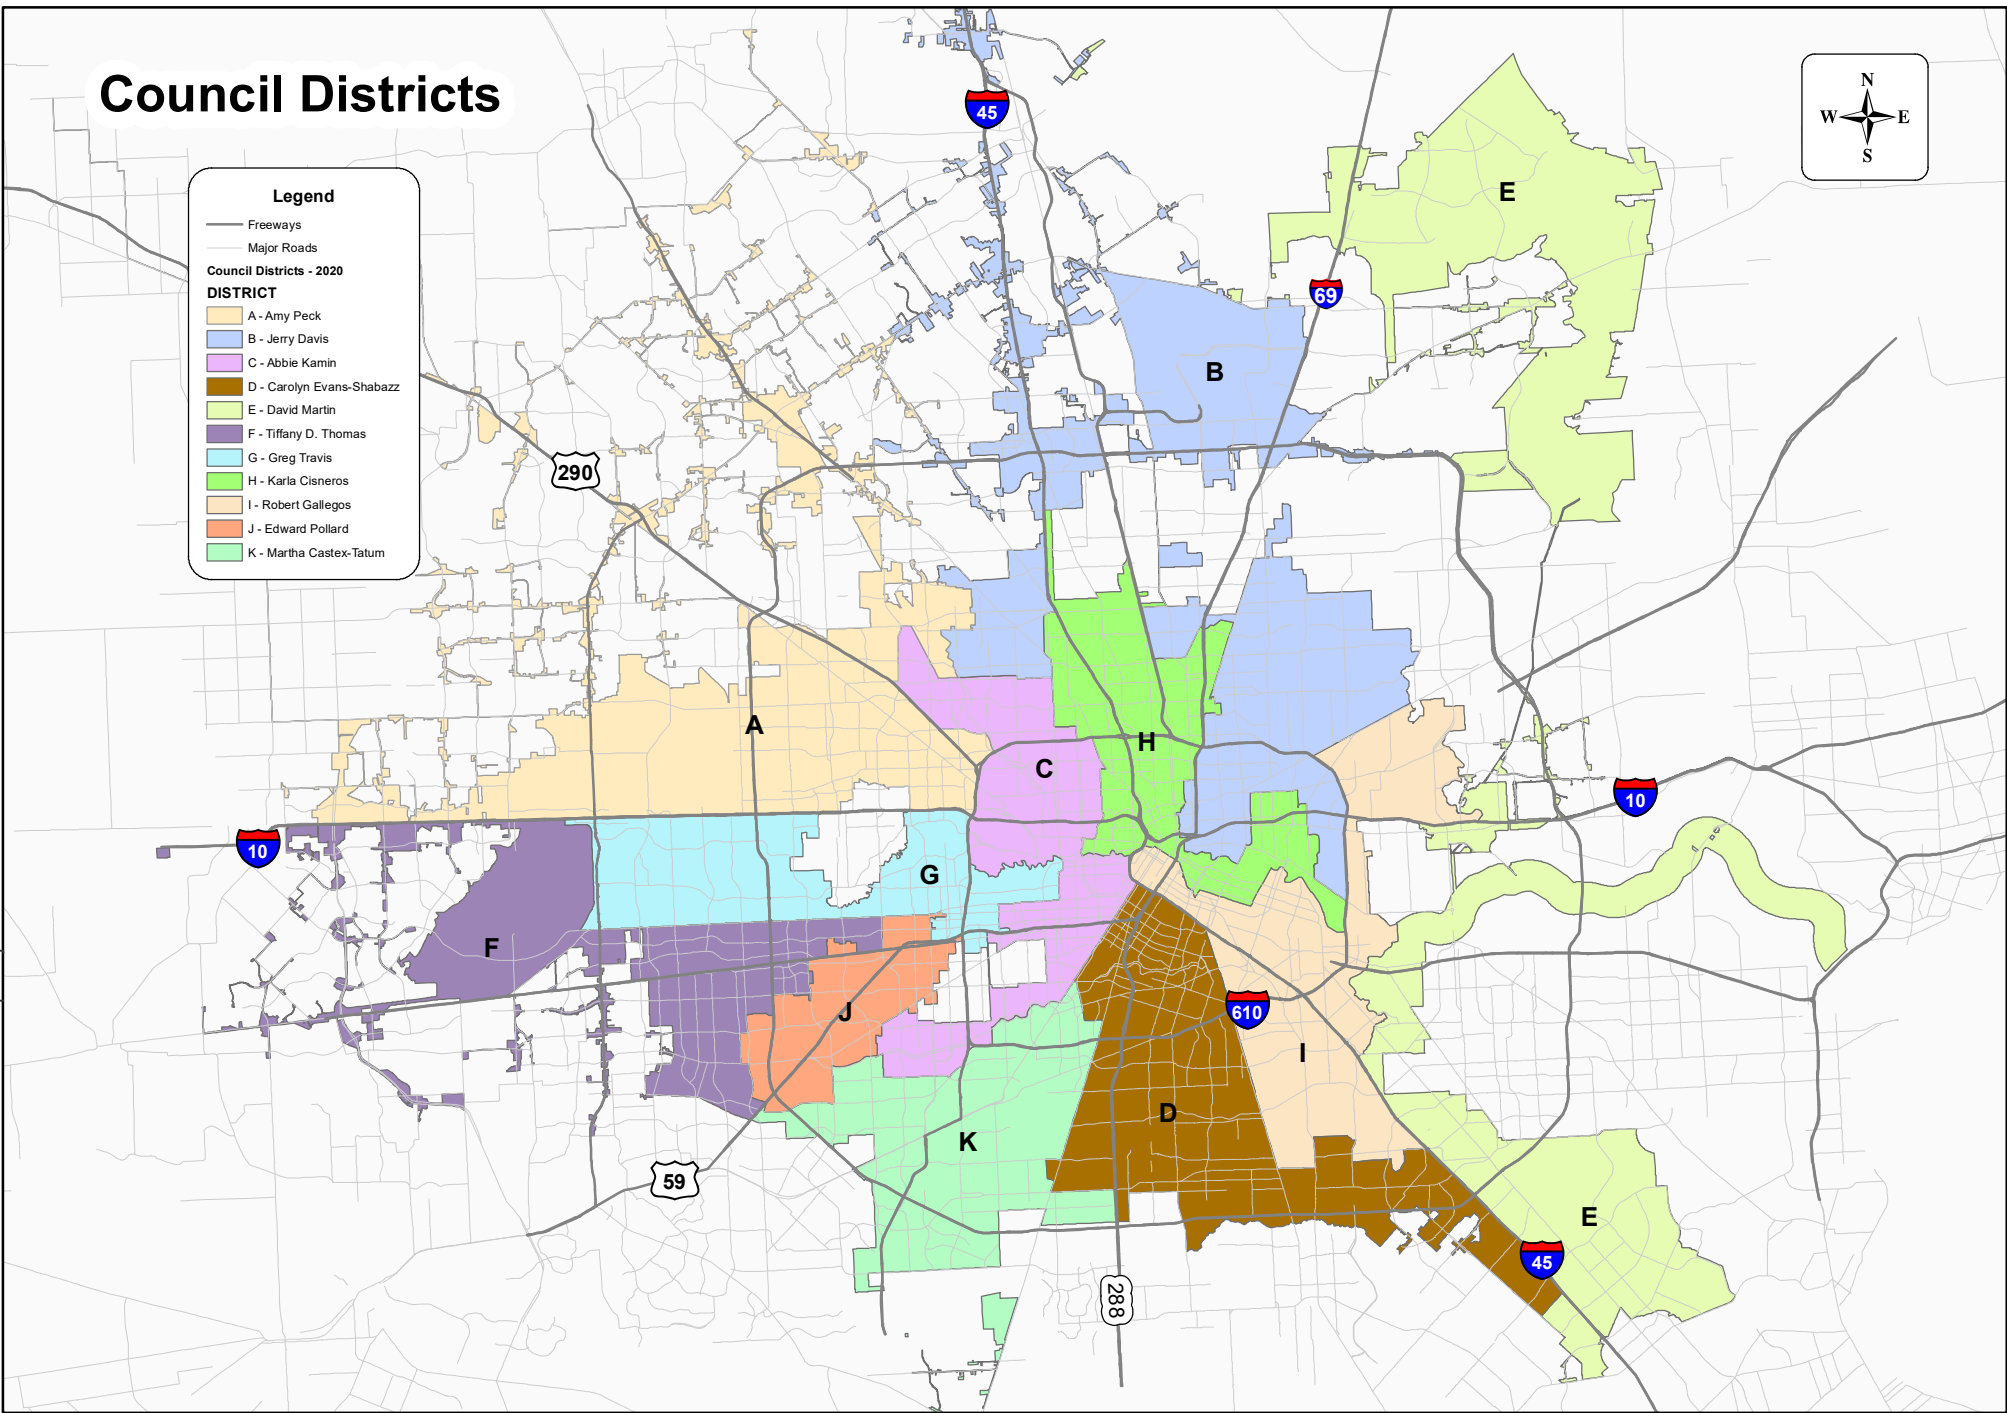 Council Districts
Legend
Freeways
Major Roads
Council Districts - 2020
DISTRICT
A - Amy Peck
B - Jerry Davis
C - Abbie Kamin
D - Carolyn Evans-Shabazz
E - David Martin
F - Tiffany D. Thomas
G - Greg Travis
H - Karla Cisneros
I - Robert Gallegos
J - Edward Pollard
K - Martha Castex-Tatum
N
W E
S
45
E
69
B
290
A
H
C
10
10
G
F
J
610
I
D
K
59
E
45
288